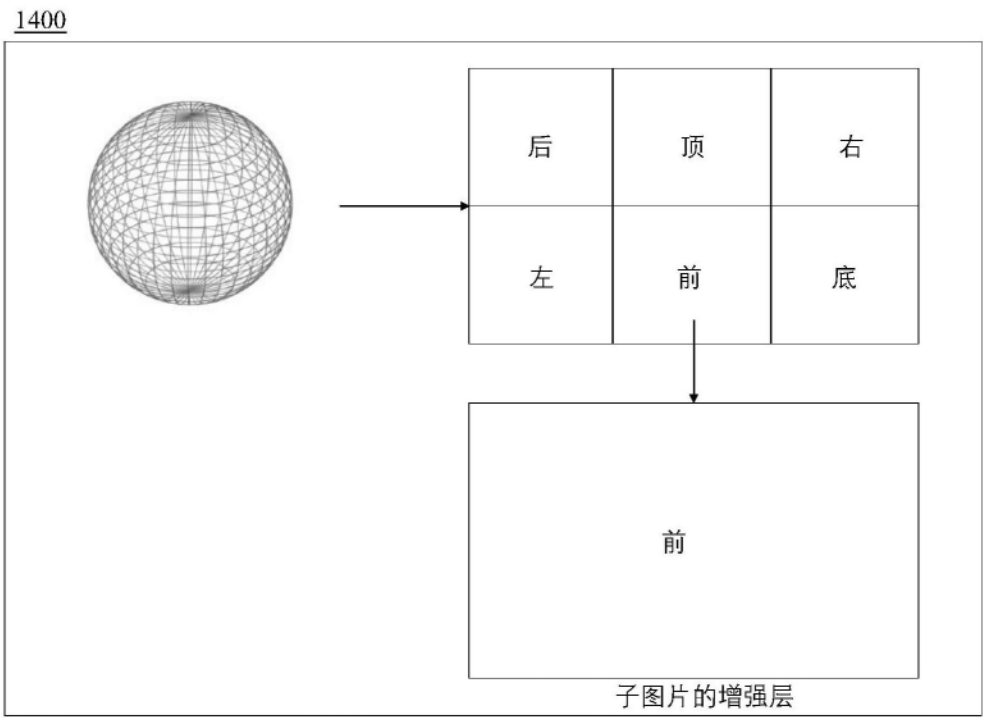 1400
后 顶 右
左 前 底
前
子图片的增强层